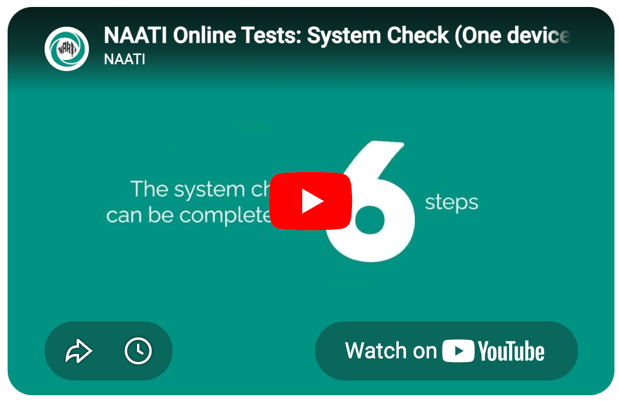 NAATI Online Tests: System Check (One device
NAATI
The system ch
can be complete
6
steps
Watch on YouTube